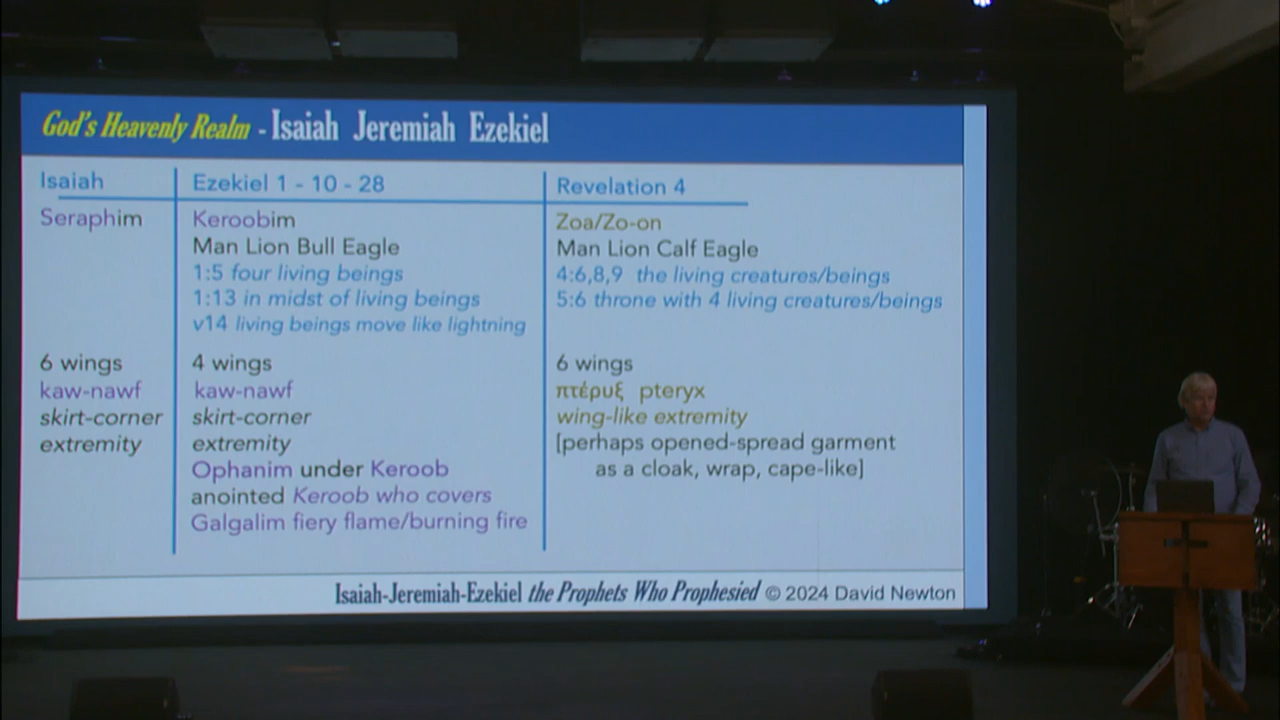 God's Heavenly Realm - Isaiah Jeremiah Ezekiel
Isaiah
Seraphim
6 wings
kaw-nawf
skirt-corner
extremity
Ezekiel 1 - 10 - 28
Keroobim
Man Lion Bull Eagle
1:5 four living beings
1:13 in midst of living beings
v14 living beings move like lightning
4 wings
kaw-nawf
skirt-corner
extremity
Ophanim under Keroob
anointed Keroob who covers
Galgalim fiery flame/burning fire
Revelation 4
Zoa/Zo-on
Man Lion Calf Eagle
4:6,8,9 the living creatures/beings
5:6 throne with 4 living creatures/beings
6 wings
πτέρυξ pteryx
wing-like extremity
[perhaps opened-spread garment
as a cloak, wrap, cape-like]
Isaiah-Jeremiah-Ezekiel the Prophets Who Prophesied © 2024 David Newton